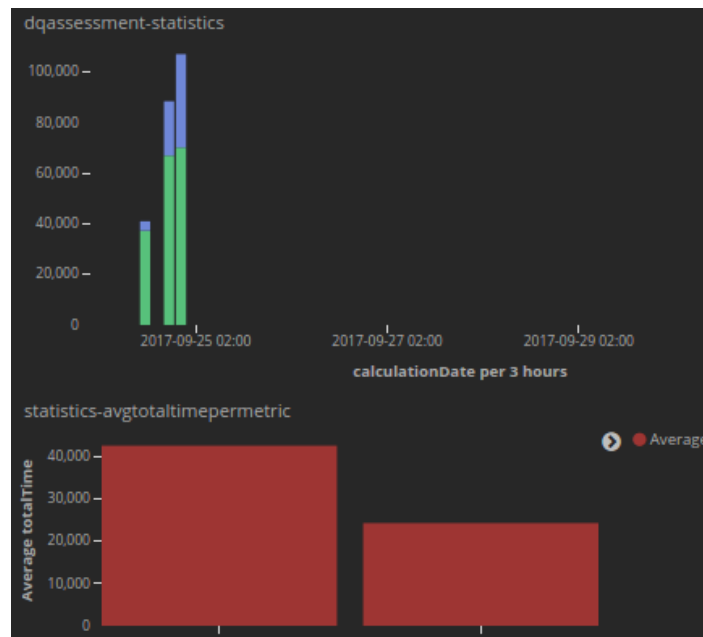 dqassessment-statistics
100,000
80,000
60,000
40,000
20,000
0
2017-09-25 02:00
2017-09-27 02:00
2017-09-29 02:00
calculationDate per 3 hours
statistics-avgtotaltimepermetric
Average
Average totalTime
40,000
30,000
20,000
10,000
0